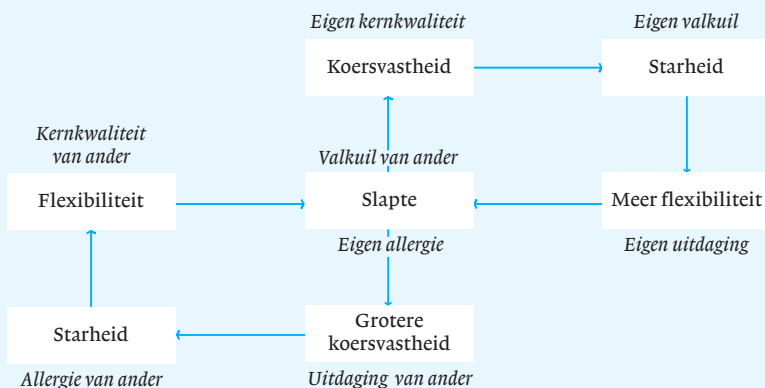 Eigen kernkwaliteit
Eigen valkuil
Koersvastheid
Starheid
Kernkwaliteit
van ander
Valkuil van ander
Flexibiliteit
Slapte
Meer flexibiliteit
Eigen allergie
Eigen uitdaging
Starheid
Grotere
koersvastheid
Allergie van ander
Uitdaging van ander